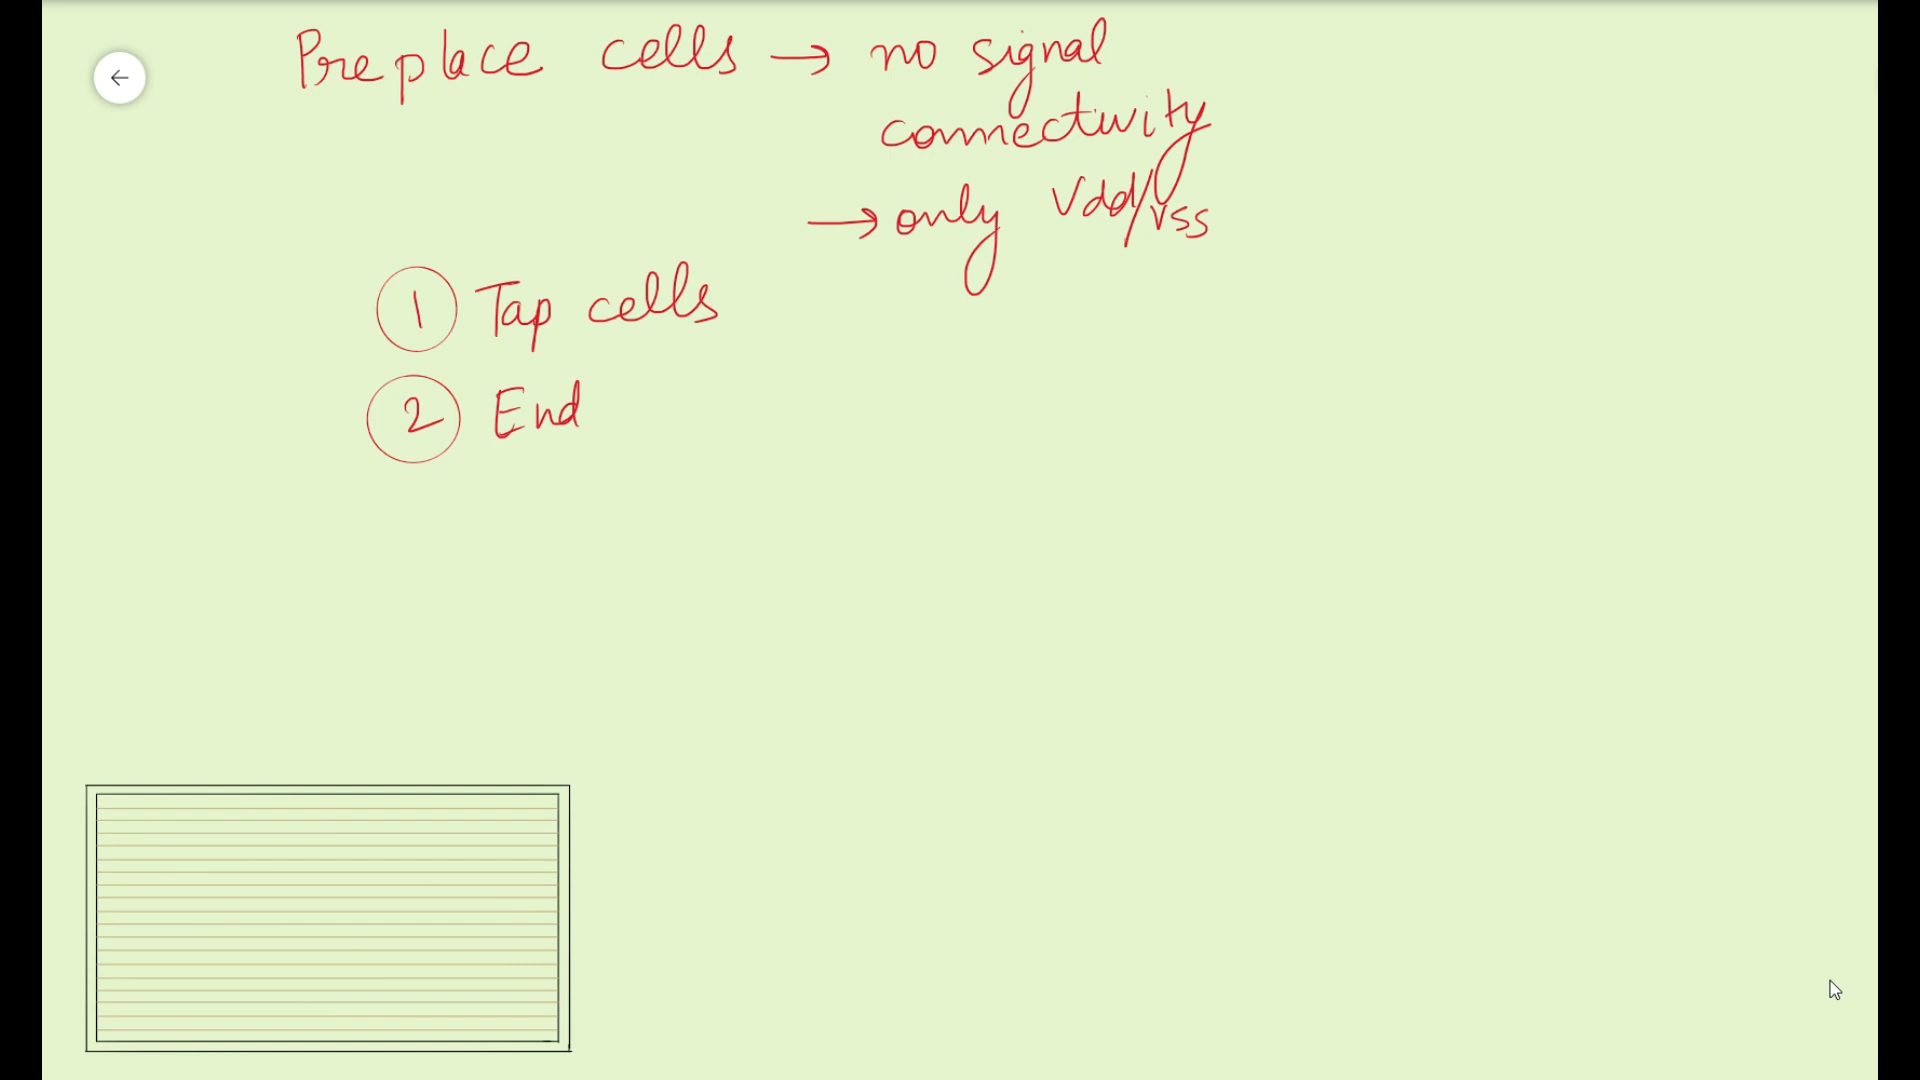 Preplace cells → no signal
connectivity
→ only Vdd/Vss
1 Tap cells
2 End